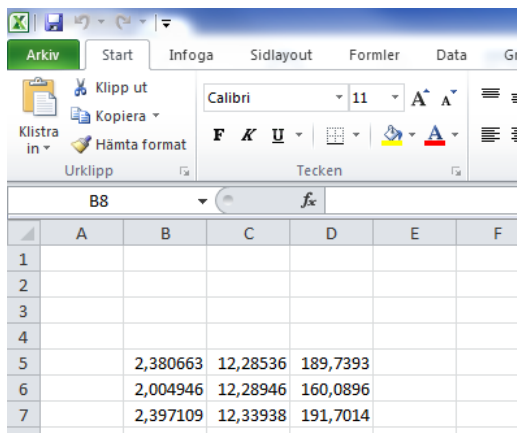 Arkiv Start Infoga Sidlayout Formler Data
Klipp ut
Kopiera
Hämta format
Klistra in
Urklipp
Calibri 11 A A
F K U A
Tecken
B8 fx
A B C D E F
1
2
3
4
5 2,380663 12,28536 189,7393
6 2,004946 12,28946 160,0896
7 2,397109 12,33938 191,7014